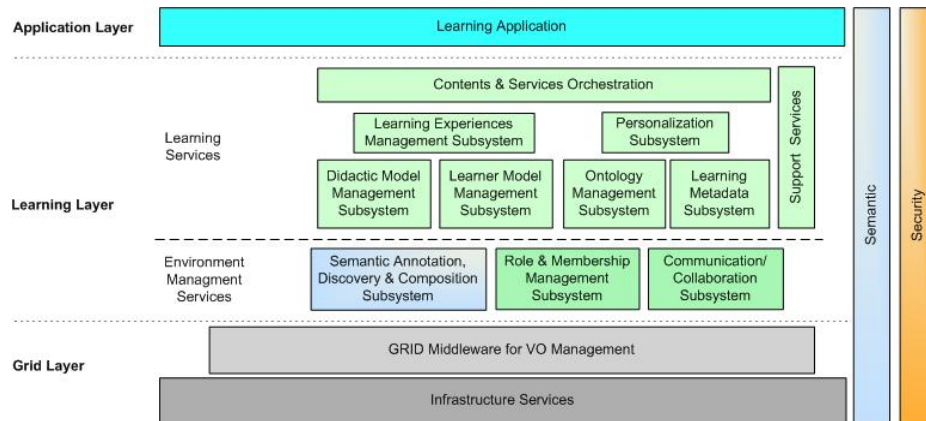 Application Layer
Learning Application
Contents & Services Orchestration
Learning
Services
Learning Experiences
Management Subsystem
Personalization
Subsystem
Support Services
Didactic Model
Management
Subsystem
Learner Model
Management
Subsystem
Ontology
Management
Subsystem
Learning
Metadata
Subsystem
Learning Layer
Environment
Managment
Services
Semantic Annotation,
Discovery & Composition
Subsystem
Role & Membership
Management
Subsystem
Communication/
Collaboration
Subsystem
GRID Middleware for VO Management
Grid Layer
Infrastructure Services
Semantic
Security